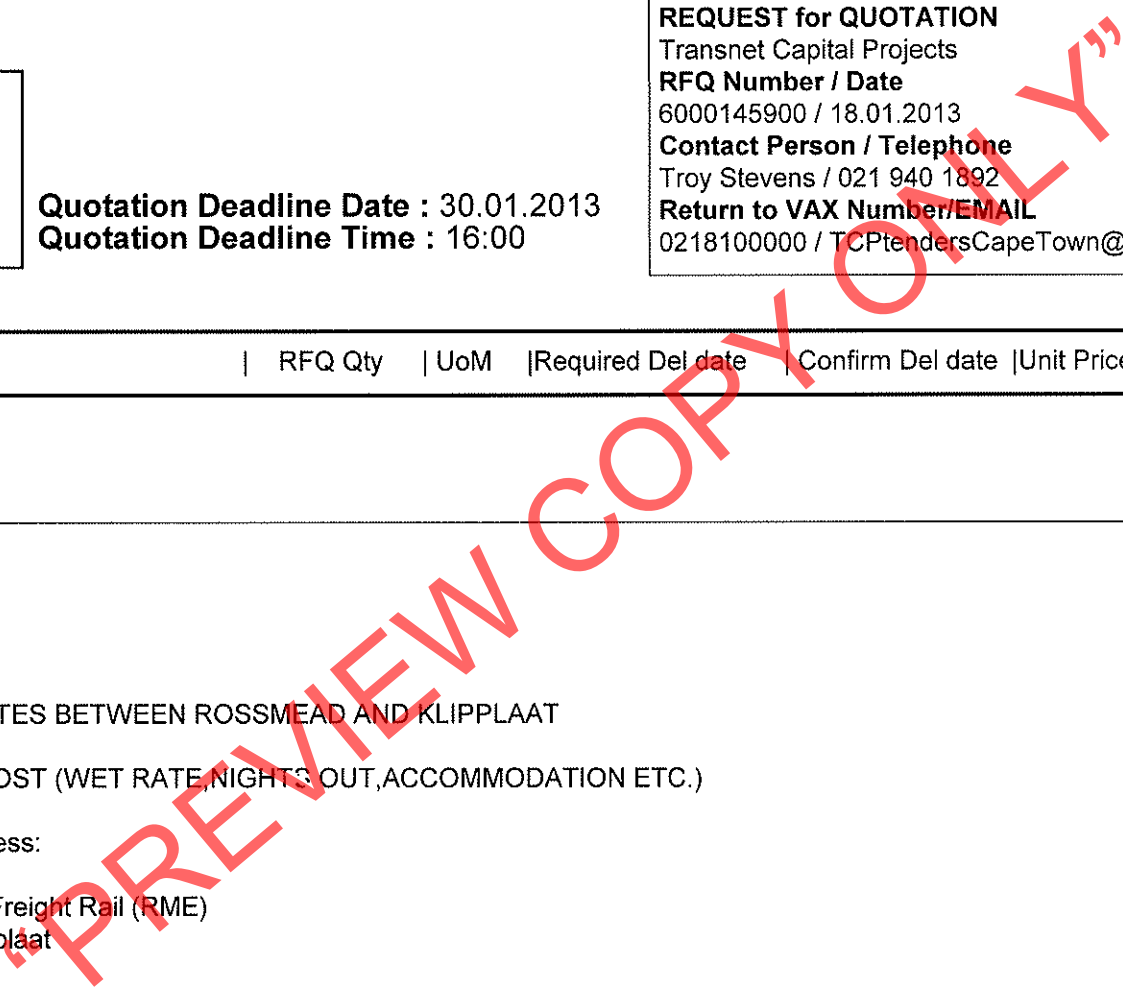 REQUEST for QUOTATION
Transnet Capital Projects
RFQ Number / Date
6000145900 / 18.01.2013
Contact Person / Telephone
Troy Stevens / 021 940 1892
Return to VAX Number/EMAIL
0218100000 / TCPtendersCapeTown@
Quotation Deadline Date : 30.01.2013
Quotation Deadline Time : 16:00
| RFQ Qty | UoM |Required Del date | Confirm Del date |Unit Price
TES BETWEEN ROSSMEAD AND KLIPPLAAT
OST (WET RATE,NIGHTS OUT,ACCOMMODATION ETC.)
ess:
Freight Rail (RME)
plaat
"PREVIEW COPY ONLY"